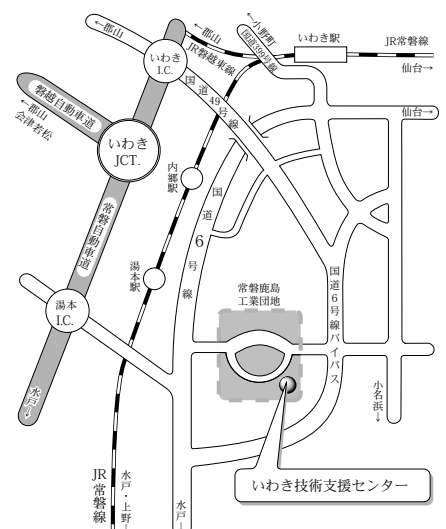 ←郡山
いわき
I.C.
←郡山
JR磐越東線
←小野町
国道399号線
いわき駅
JR常磐線
仙台→
仙台→
磐越自動車道
←郡山
会津若松
いわき
JCT.
国道49号線
内郷駅
国道6号線
常磐自動車道
湯本駅
湯本
I.C.
常磐鹿島
工業団地
国道6号線バイパス
水戸→
小名浜→
いわき技術支援センター
JR常磐線
水戸・上野→
水戸→